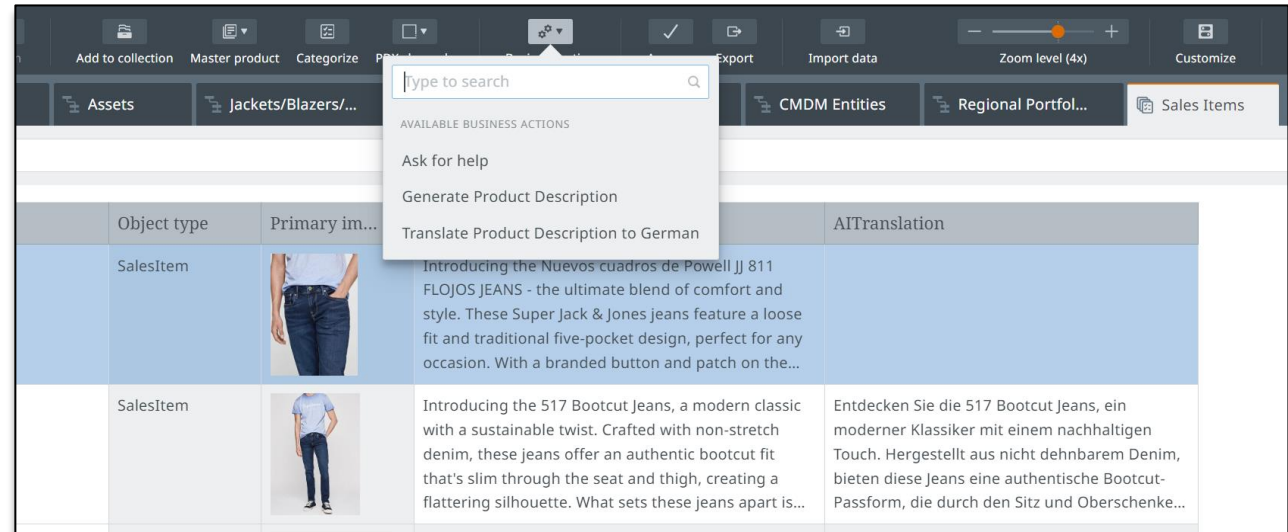 Add to collection
Master product
Categorize
Export
Import data
Zoom level (4x)
Customize
Assets
Jackets/Blazers/...
CMDM Entities
Regional Portfol...
Sales Items
Type to search
AVAILABLE BUSINESS ACTIONS
Ask for help
Generate Product Description
Translate Product Description to German
Object type
Primary im...
AITranslation
SalesItem
Introducing the Nuevos cuadros de Powell JJ 811
FLOJOS JEANS - the ultimate blend of comfort and
style. These Super Jack & Jones jeans feature a loose
fit and traditional five-pocket design, perfect for any
occasion. With a branded button and patch on the...
SalesItem
Introducing the 517 Bootcut Jeans, a modern classic
with a sustainable twist. Crafted with non-stretch
denim, these jeans offer an authentic bootcut fit
that's slim through the seat and thigh, creating a
flattering silhouette. What sets these jeans apart is...
Entdecken Sie die 517 Bootcut Jeans, ein
moderner Klassiker mit einem nachhaltigen
Touch. Hergestellt aus nicht dehnbarem Denim,
bieten diese Jeans eine authentische Bootcut-
Passform, die durch den Sitz und Oberschenke...